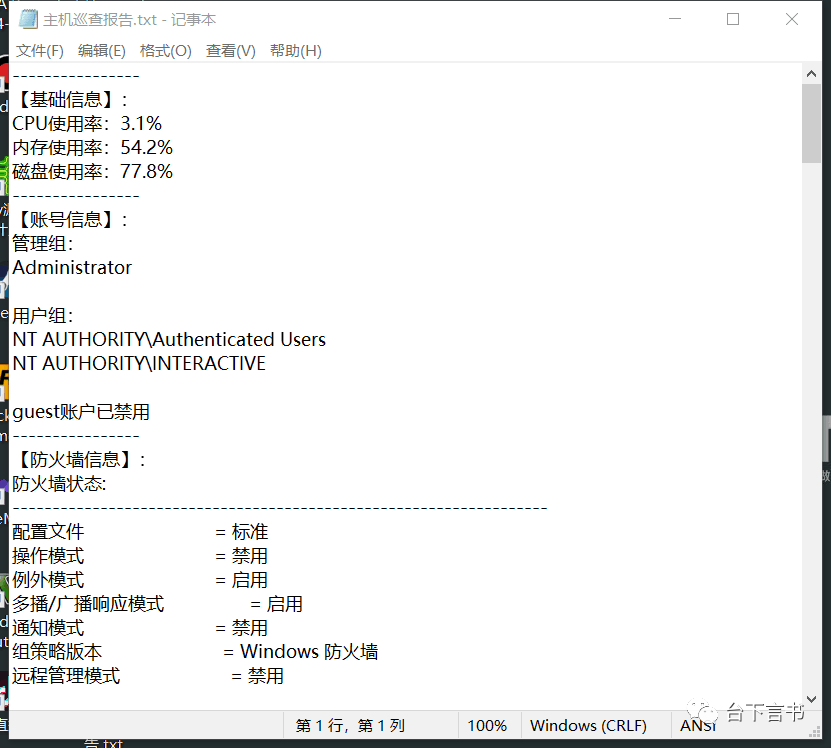 主机巡查报告.txt - 记事本
文件(F) 编辑(E) 格式(O) 查看(V) 帮助(H)
---------------
【基础信息】:
CPU使用率: 3.1%
内存使用率: 54.2%
磁盘使用率: 77.8%
---------------
【账号信息】:
管理组:
Administrator
用户组:
NT AUTHORITY\Authenticated Users
NT AUTHORITY\INTERACTIVE
guest账户已禁用
---------------
【防火墙信息】:
防火墙状态:
-------------------------------------------------------------------
配置文件 = 标准
操作模式 = 禁用
例外模式 = 启用
多播/广播响应模式 = 启用
通知模式 = 禁用
组策略版本 = Windows 防火墙
远程管理模式 = 禁用
第 1 行，第 1 列 100% Windows (CRLF) ANSI
台下言书
告.txt